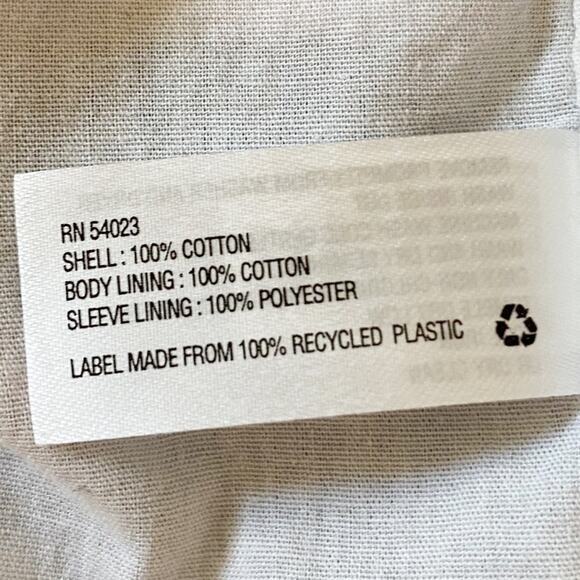 RN 54023
SHELL : 100% COTTON
BODY LINING : 100% COTTON
SLEEVE LINING : 100% POLYESTER
LABEL MADE FROM 100% RECYCLED PLASTIC